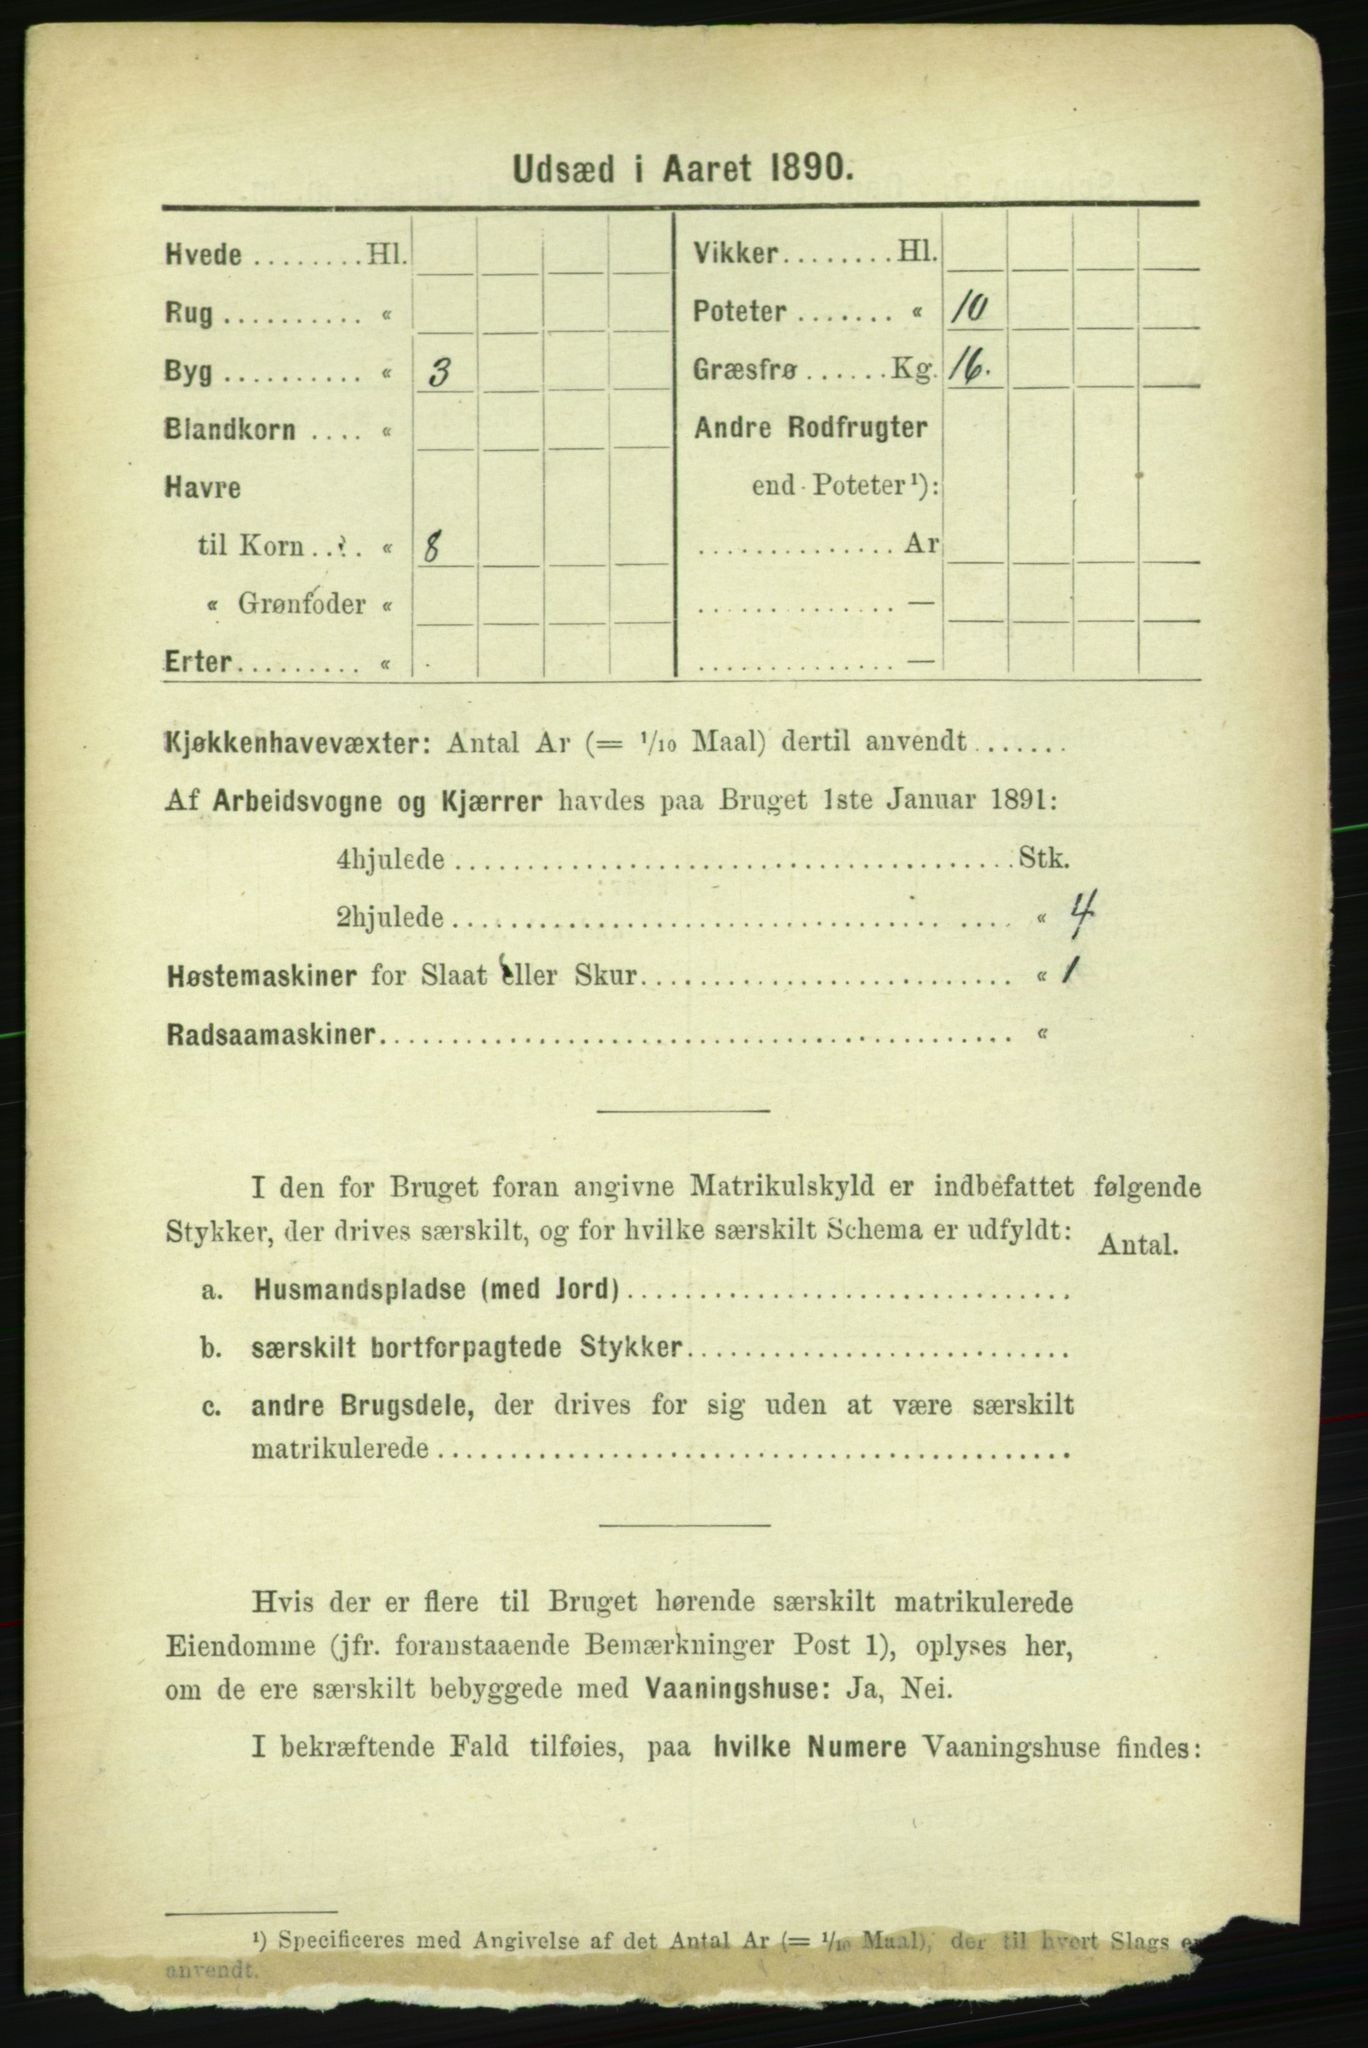 Udsæd i Aaret 1890.
Hvede ........ Hl.
Rug .......... «
Byg .......... « 3
Blandkorn .... «
Havre
til Korn .... « 8
« Grønfoder «
Erter ......... «
Vikker ........ Hl.
Poteter ....... « 10
Græsfrø ...... Kg. 16.
Andre Rodfrugter
end Poteter¹):
.............. Ar
.............. —
.............. —
Kjøkkenhavevæxter: Antal Ar (= 1/10 Maal) dertil anvendt .......
Af Arbeidsvogne og Kjærrer havdes paa Bruget 1ste Januar 1891:
4hjulede ........................................ Stk.
2hjulede ........................................ « 4
Høstemaskiner for Slaat eller Skur ............................ « 1
Radsaamaskiner ............................................. «
I den for Bruget foran angivne Matrikulskyld er indbefattet følgende
Stykker, der drives særskilt, og for hvilke særskilt Schema er udfyldt: Antal.
a. Husmandspladse (med Jord) ................................
b. særskilt bortforpagtede Stykker ............................
c. andre Brugsdele, der drives for sig uden at være særskilt
matrikulerede .............................................
Hvis der er flere til Bruget hørende særskilt matrikulerede
Eiendomme (jfr. foranstaaende Bemærkninger Post 1), oplyses her,
om de ere særskilt bebyggede med Vaaningshuse: Ja, Nei.
I bekræftende Fald tilføies, paa hvilke Numere Vaaningshuse findes:
¹) Specificeres med Angivelse af det Antal Ar (= 1/10 Maal), der til hvert Slags er
anvendt.